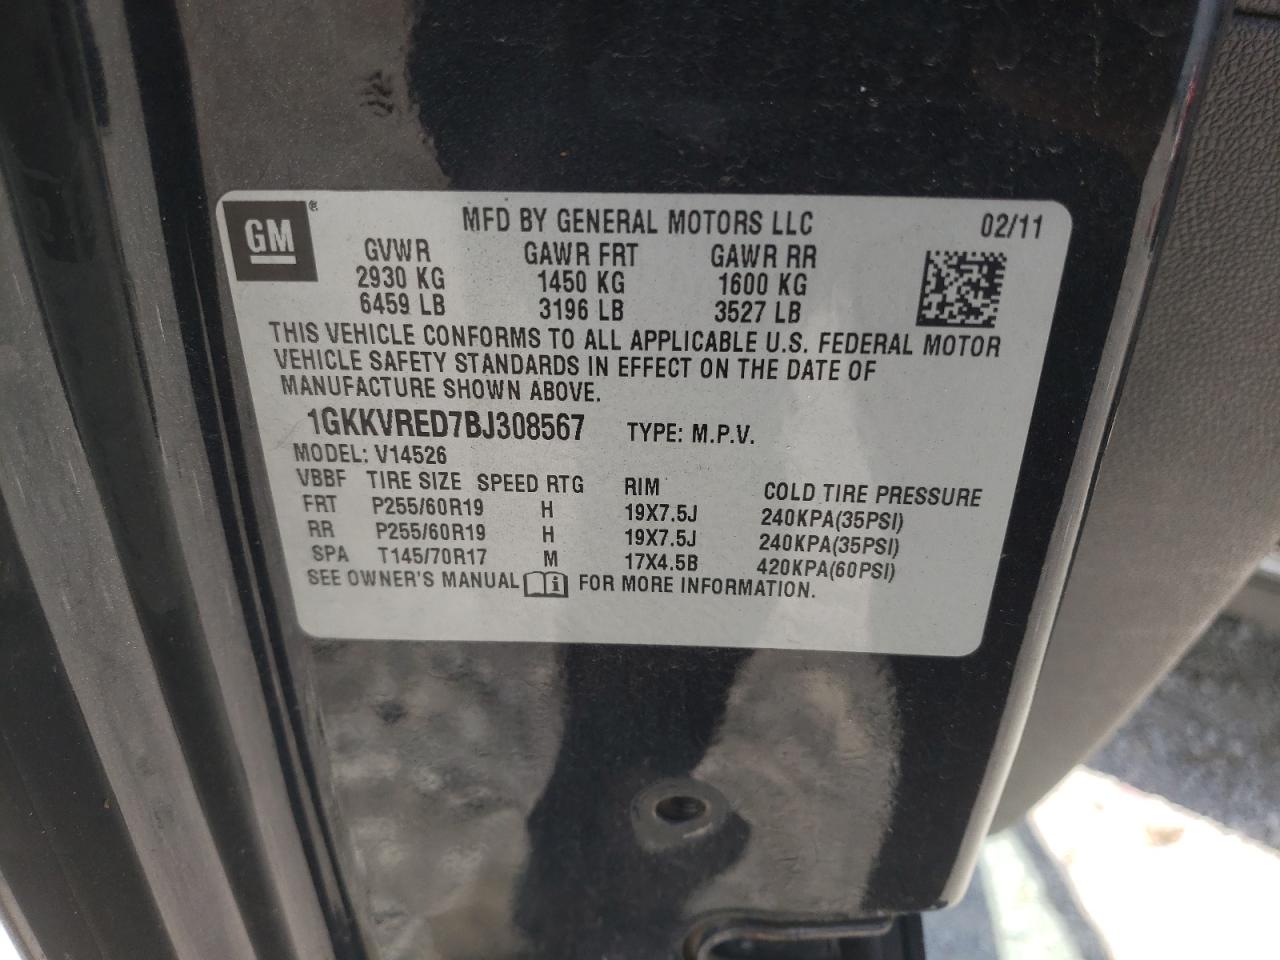 GM® MFD BY GENERAL MOTORS LLC 02/11
GVWR GAWR FRT GAWR RR
2930 KG 1450 KG 1600 KG
6459 LB 3196 LB 3527 LB
THIS VEHICLE CONFORMS TO ALL APPLICABLE U.S. FEDERAL MOTOR
VEHICLE SAFETY STANDARDS IN EFFECT ON THE DATE OF
MANUFACTURE SHOWN ABOVE.
1GKKVRED7BJ308567 TYPE: M.P.V.
MODEL: V14526
VBBF TIRE SIZE SPEED RTG RIM COLD TIRE PRESSURE
FRT P255/60R19 H 19X7.5J 240KPA(35PSI)
RR P255/60R19 H 19X7.5J 240KPA(35PSI)
SPA T145/70R17 M 17X4.5B 420KPA(60PSI)
SEE OWNER'S MANUAL i FOR MORE INFORMATION.